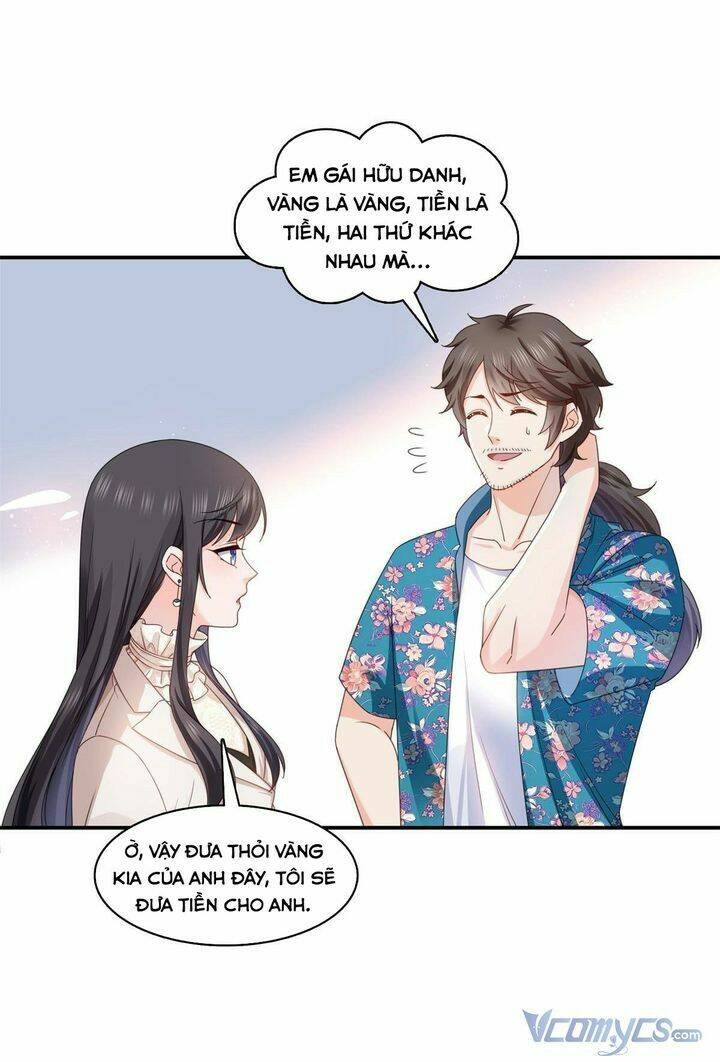 EM GÁI HỮU DANH,
VÀNG LÀ VÀNG, TIỀN LÀ
TIỀN, HAI THỨ KHÁC
NHAU MÀ...
Ờ, VẬY ĐƯA THỎI VÀNG
KIA CỦA ANH ĐÂY, TÔI SẼ
ĐƯA TIỀN CHO ANH.
VCOMYCS.com